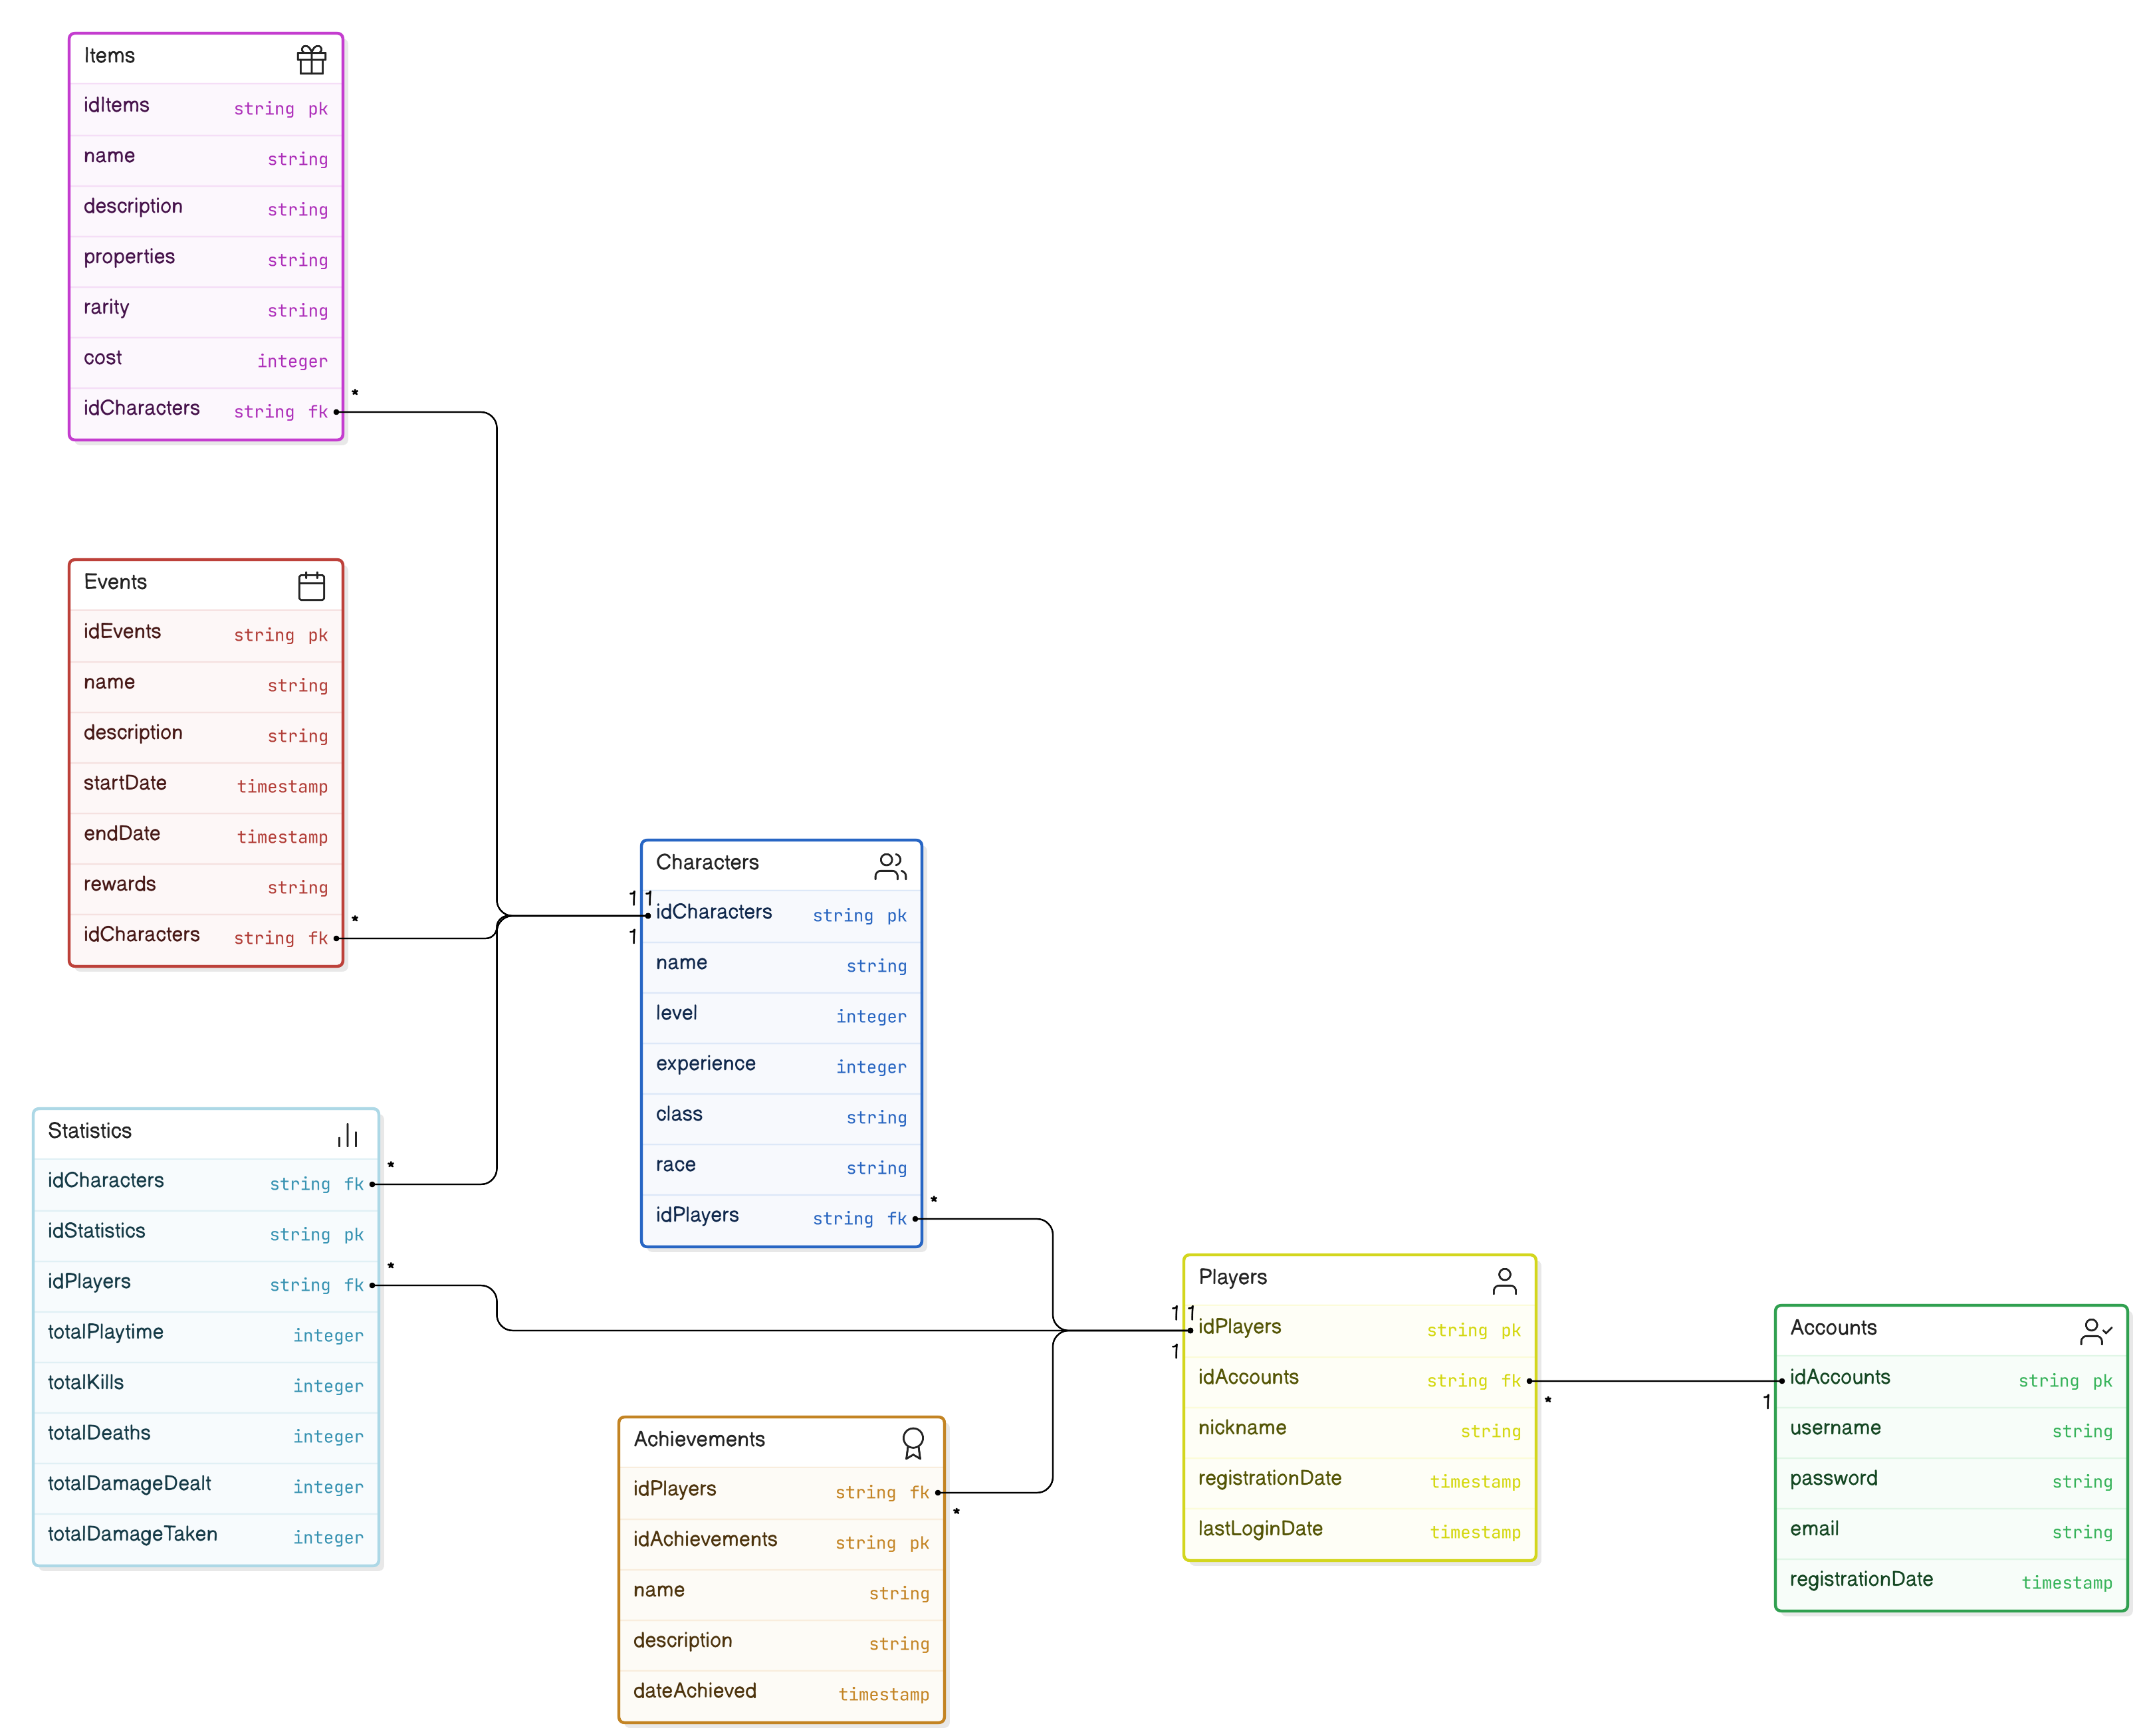 Items
idItems string pk
name string
description string
properties string
rarity string
cost integer
idCharacters string fk
*
Events
idEvents string pk
name string
description string
startDate timestamp
endDate timestamp
rewards string
idCharacters string fk
*
Statistics
idCharacters string fk
*
idStatistics string pk
idPlayers string fk
*
totalPlaytime integer
totalKills integer
totalDeaths integer
totalDamageDealt integer
totalDamageTaken integer
Characters
1 1
idCharacters string pk
1
name string
level integer
experience integer
class string
race string
idPlayers string fk
*
Achievements
idPlayers string fk
*
idAchievements string pk
name string
description string
dateAchieved timestamp
Players
1 1
idPlayers string pk
1
idAccounts string fk
*
nickname string
registrationDate timestamp
lastLoginDate timestamp
Accounts
idAccounts string pk
1
username string
password string
email string
registrationDate timestamp